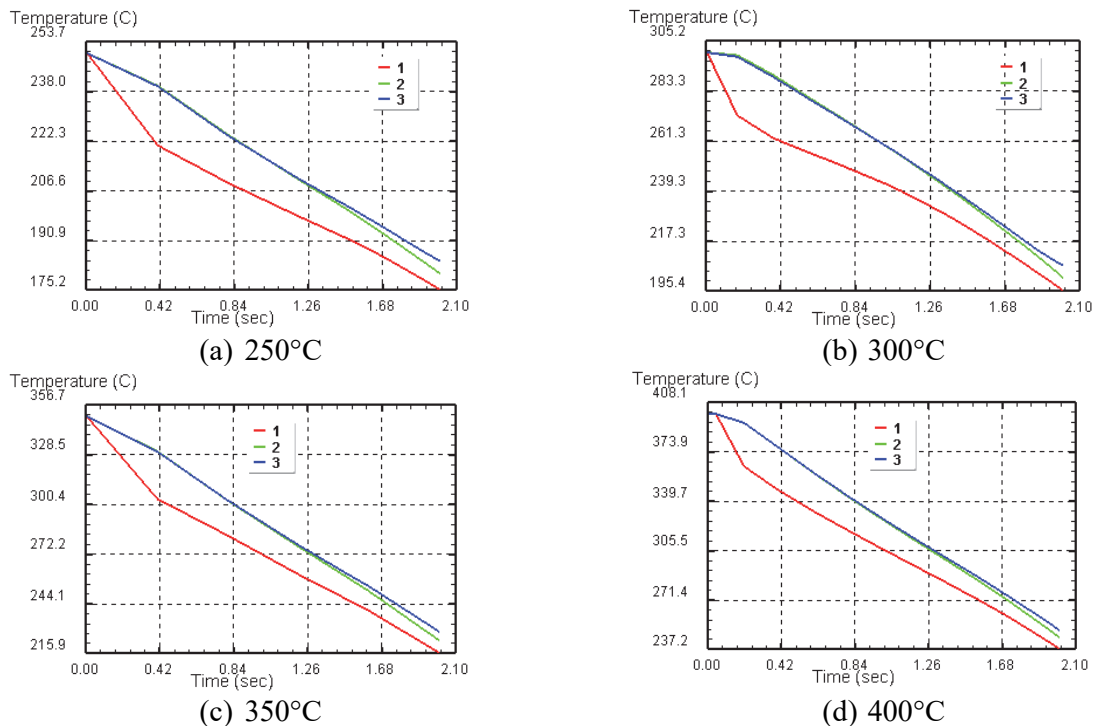 Temperature (C)
253.7
238.0
222.3
206.6
190.9
175.2
0.00 0.42 0.84 1.26 1.68 2.10
Time (sec)
1
2
3
(a) 250°C
Temperature (C)
305.2
283.3
261.3
239.3
217.3
195.4
0.00 0.42 0.84 1.26 1.68 2.10
Time (sec)
1
2
3
(b) 300°C
Temperature (C)
356.7
328.5
300.4
272.2
244.1
215.9
0.00 0.42 0.84 1.26 1.68 2.10
Time (sec)
1
2
3
(c) 350°C
Temperature (C)
408.1
373.9
339.7
305.5
271.4
237.2
0.00 0.42 0.84 1.26 1.68 2.10
Time (sec)
1
2
3
(d) 400°C